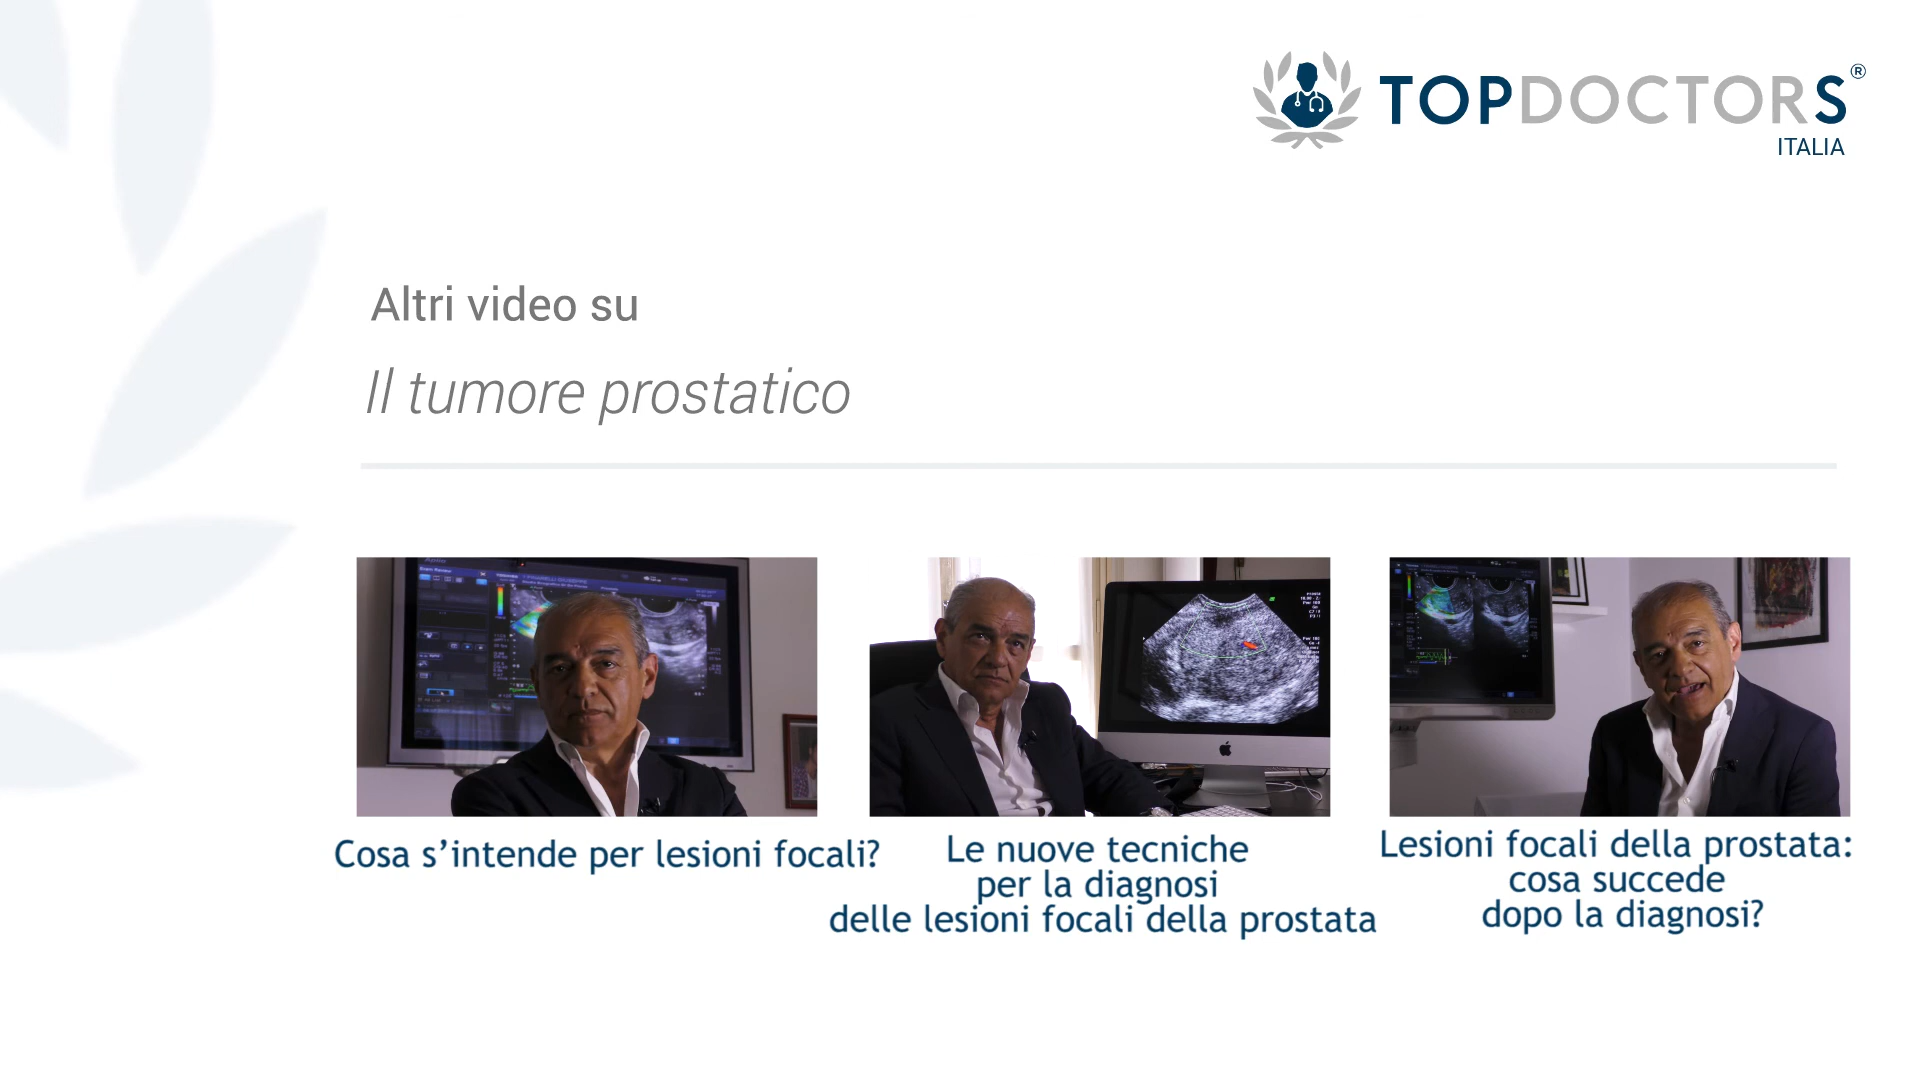 TOPDOCTORS®
ITALIA
Altri video su
Il tumore prostatico
Cosa s’intende per lesioni focali?
Le nuove tecniche
per la diagnosi
delle lesioni focali della prostata
Lesioni focali della prostata:
cosa succede
dopo la diagnosi?